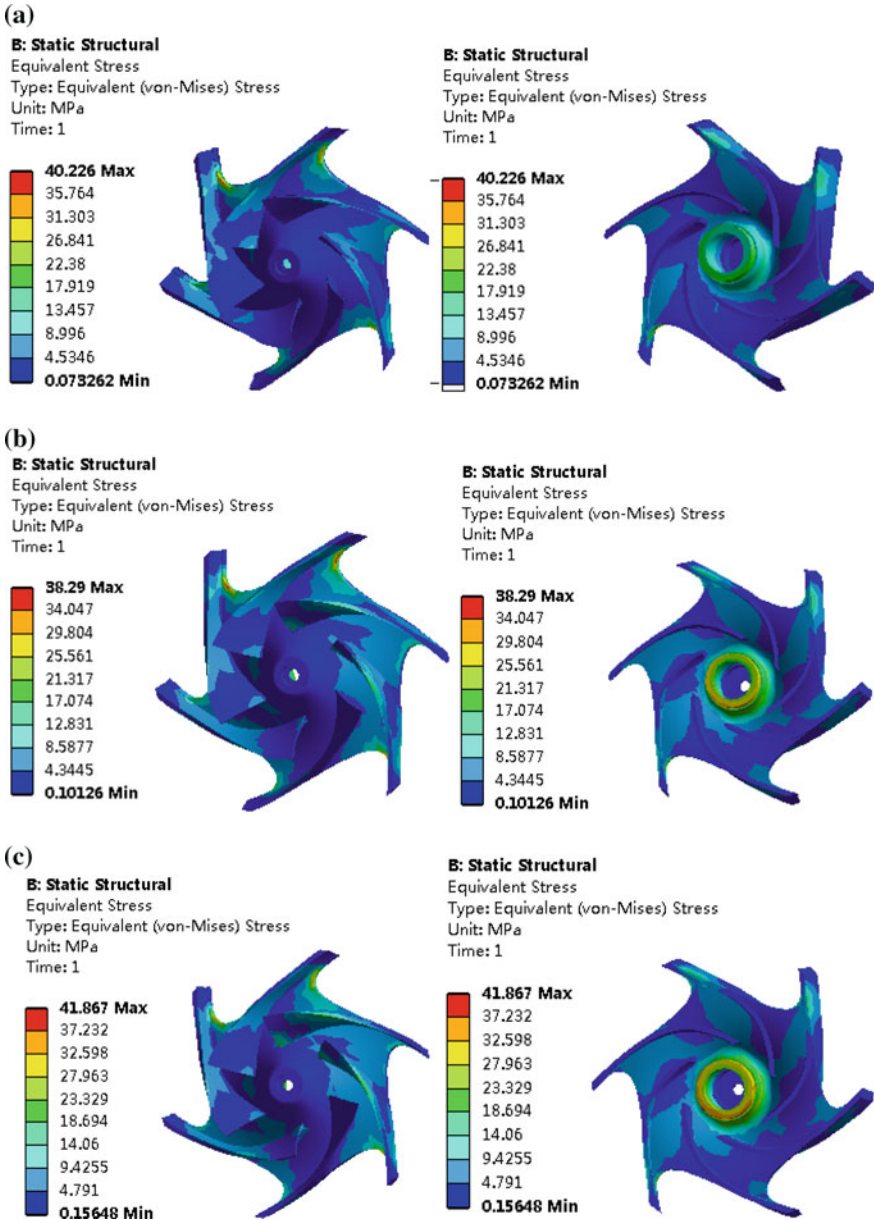 (a)
B: Static Structural
Equivalent Stress
Type: Equivalent (von-Mises) Stress
Unit: MPa
Time: 1
40.226 Max
35.764
31.303
26.841
22.38
17.919
13.457
8.996
4.5346
0.073262 Min
B: Static Structural
Equivalent Stress
Type: Equivalent (von-Mises) Stress
Unit: MPa
Time: 1
40.226 Max
35.764
31.303
26.841
22.38
17.919
13.457
8.996
4.5346
0.073262 Min
(b)
B: Static Structural
Equivalent Stress
Type: Equivalent (von-Mises) Stress
Unit: MPa
Time: 1
38.29 Max
34.047
29.804
25.561
21.317
17.074
12.831
8.5877
4.3445
0.10126 Min
B: Static Structural
Equivalent Stress
Type: Equivalent (von-Mises) Stress
Unit: MPa
Time: 1
38.29 Max
34.047
29.804
25.561
21.317
17.074
12.831
8.5877
4.3445
0.10126 Min
(c)
B: Static Structural
Equivalent Stress
Type: Equivalent (von-Mises) Stress
Unit: MPa
Time: 1
41.867 Max
37.232
32.598
27.963
23.329
18.694
14.06
9.4255
4.791
0.15648 Min
B: Static Structural
Equivalent Stress
Type: Equivalent (von-Mises) Stress
Unit: MPa
Time: 1
41.867 Max
37.232
32.598
27.963
23.329
18.694
14.06
9.4255
4.791
0.15648 Min